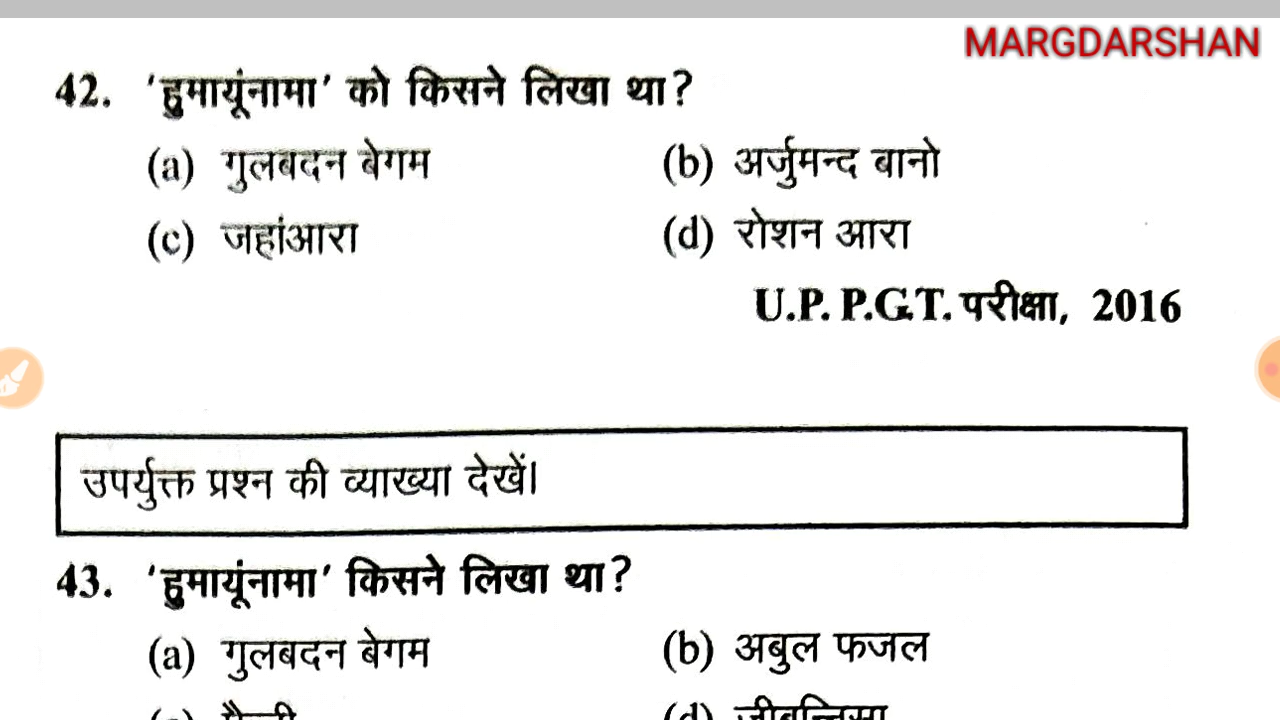 MARGDARSHAN
42. 'हुमायूंनामा' को किसने लिखा था?
(a) गुलबदन बेगम (b) अर्जुमन्द बानो
(c) जहांआरा (d) रोशन आरा
U.P. P.G.T. परीक्षा, 2016
उपर्युक्त प्रश्न की व्याख्या देखें।
43. 'हुमायूंनामा' किसने लिखा था?
(a) गुलबदन बेगम (b) अबुल फजल